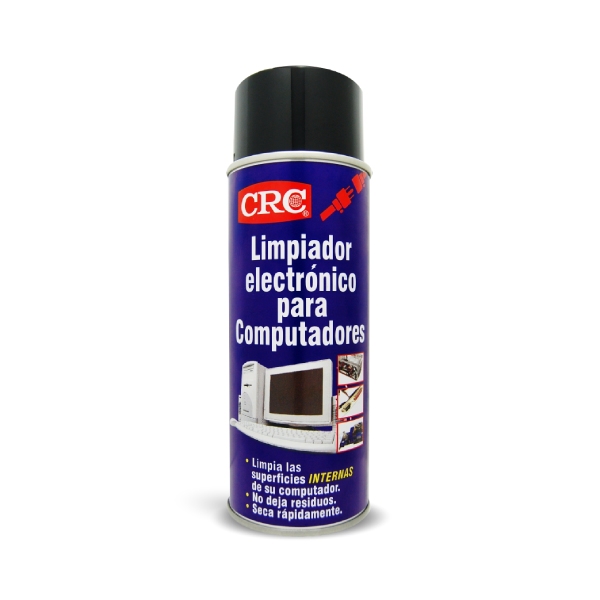 CRC®
Limpiador
electrónico
para
Computadores
• Limpia las
superficies INTERNAS
de su computador.
• No deja residuos.
• Seca rápidamente.